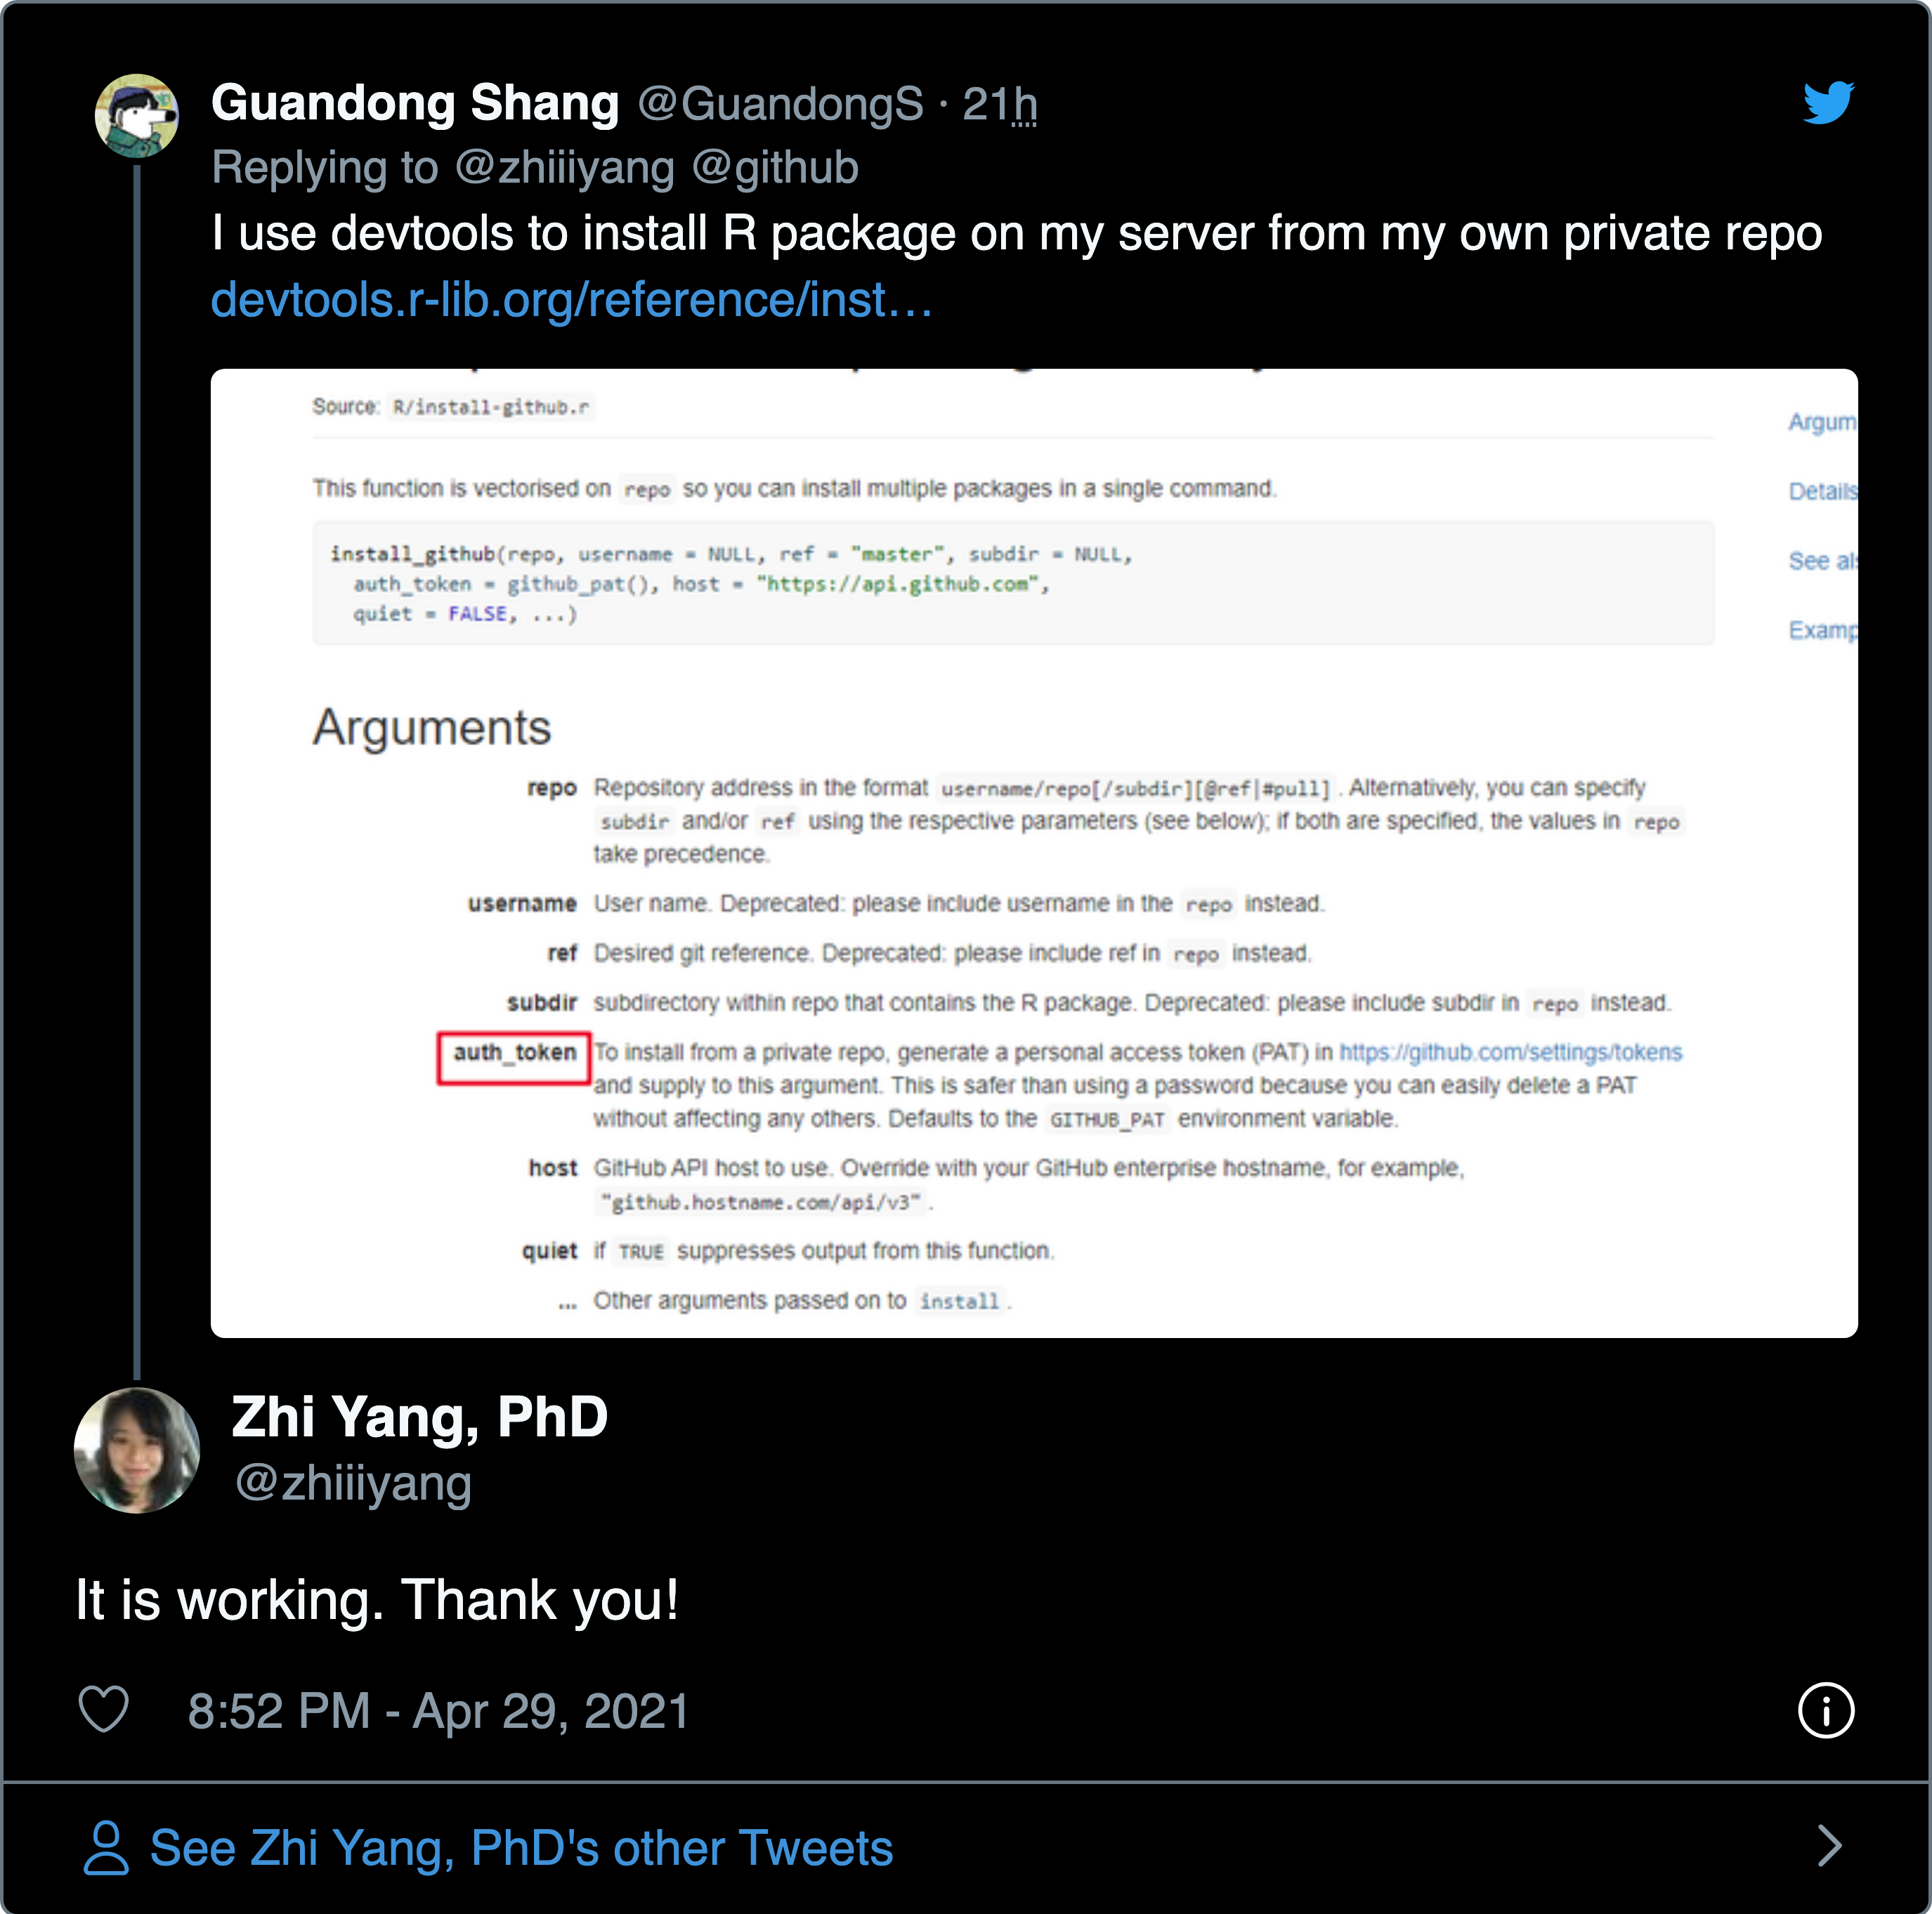 Guandong Shang @GuandongS · 21h
Replying to @zhiiiyang @github
I use devtools to install R package on my server from my own private repo
devtools.r-lib.org/reference/inst…
Source: R/install-github.r
Argum
This function is vectorised on repo so you can install multiple packages in a single command.
Details
install_github(repo, username = NULL, ref = "master", subdir = NULL,
auth_token = github_pat(), host = "https://api.github.com",
quiet = FALSE, ...)
See als
Examp
Arguments
repo Repository address in the format username/repo[/subdir][@ref|#pull] . Alternatively, you can specify
subdir and/or ref using the respective parameters (see below); if both are specified, the values in repo
take precedence.
username User name. Deprecated: please include username in the repo instead.
ref Desired git reference. Deprecated: please include ref in repo instead.
subdir subdirectory within repo that contains the R package. Deprecated: please include subdir in repo instead.
auth_token To install from a private repo, generate a personal access token (PAT) in https://github.com/settings/tokens
and supply to this argument. This is safer than using a password because you can easily delete a PAT
without affecting any others. Defaults to the GITHUB_PAT environment variable.
host GitHub API host to use. Override with your GitHub enterprise hostname, for example,
"github.hostname.com/api/v3" .
quiet if TRUE suppresses output from this function.
... Other arguments passed on to install .
Zhi Yang, PhD
@zhiiiyang
It is working. Thank you!
8:52 PM - Apr 29, 2021
See Zhi Yang, PhD's other Tweets